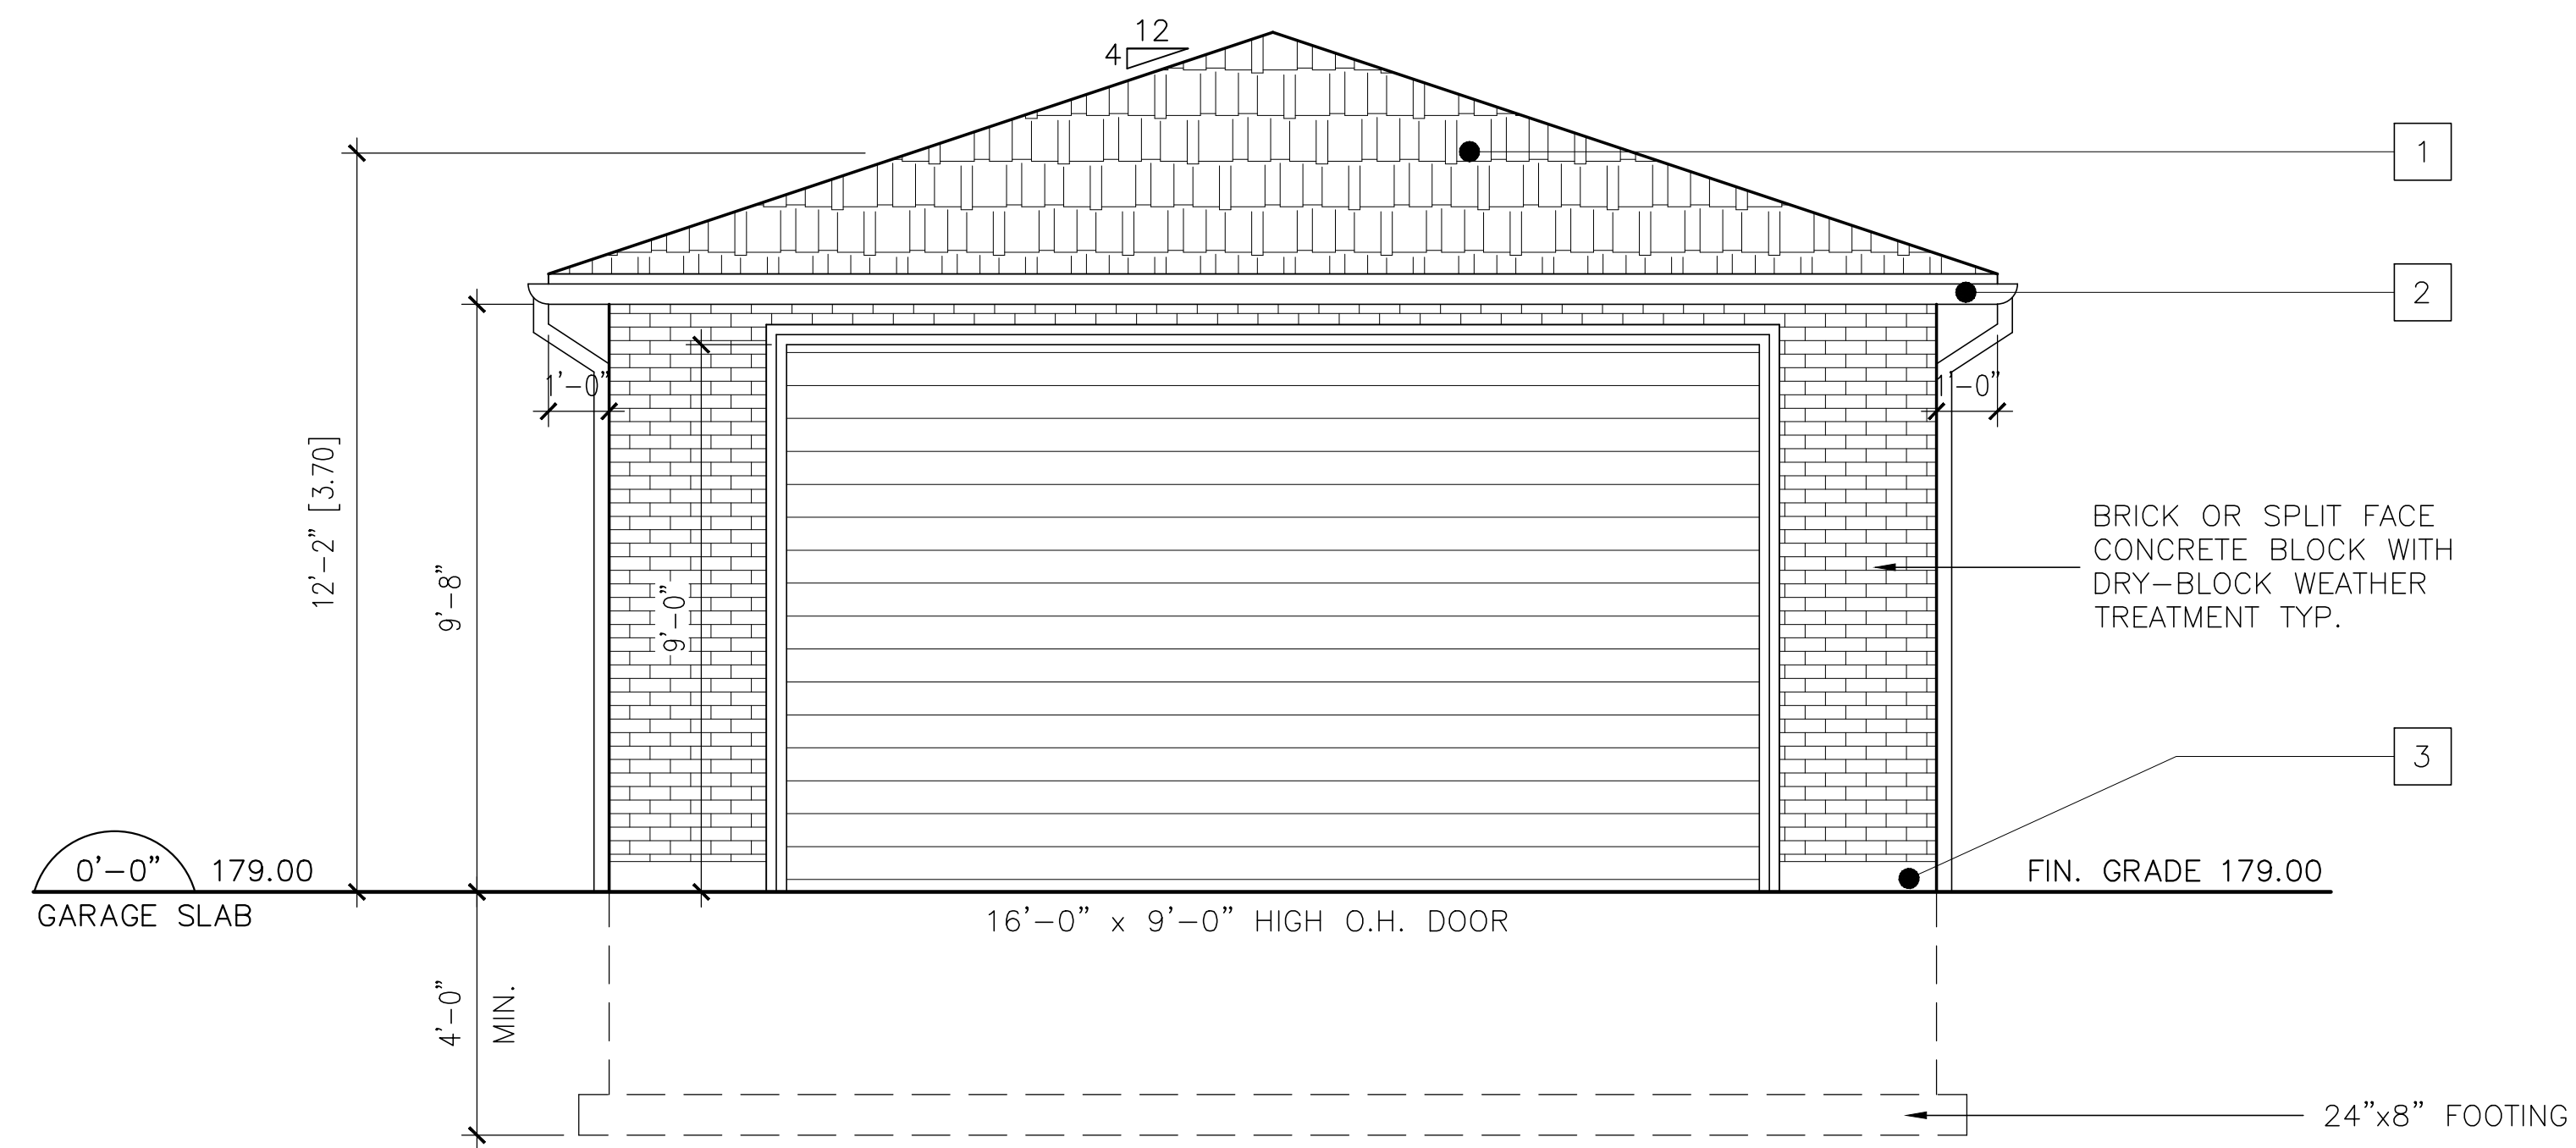 12
4
1
2
1'-0"
1'-0"
12'-2" [3.70]
9'-8"
9'-0"
BRICK OR SPLIT FACE
CONCRETE BLOCK WITH
DRY-BLOCK WEATHER
TREATMENT TYP.
3
0'-0" 179.00
FIN. GRADE 179.00
GARAGE SLAB
16'-0" x 9'-0" HIGH O.H. DOOR
4'-0"
MIN.
24"x8" FOOTING